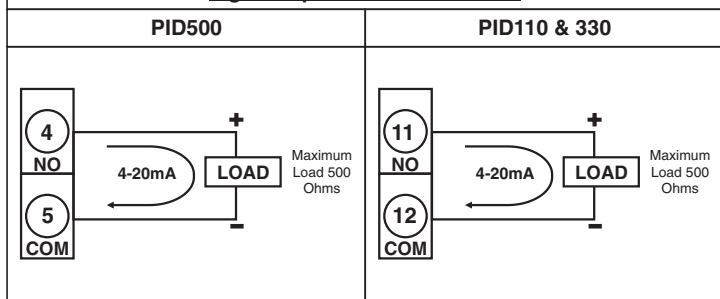 PID500
PID110 & 330
4
NO
5
COM
4-20mA
+
LOAD
-
Maximum
Load 500
Ohms
11
NO
12
COM
4-20mA
+
LOAD
-
Maximum
Load 500
Ohms